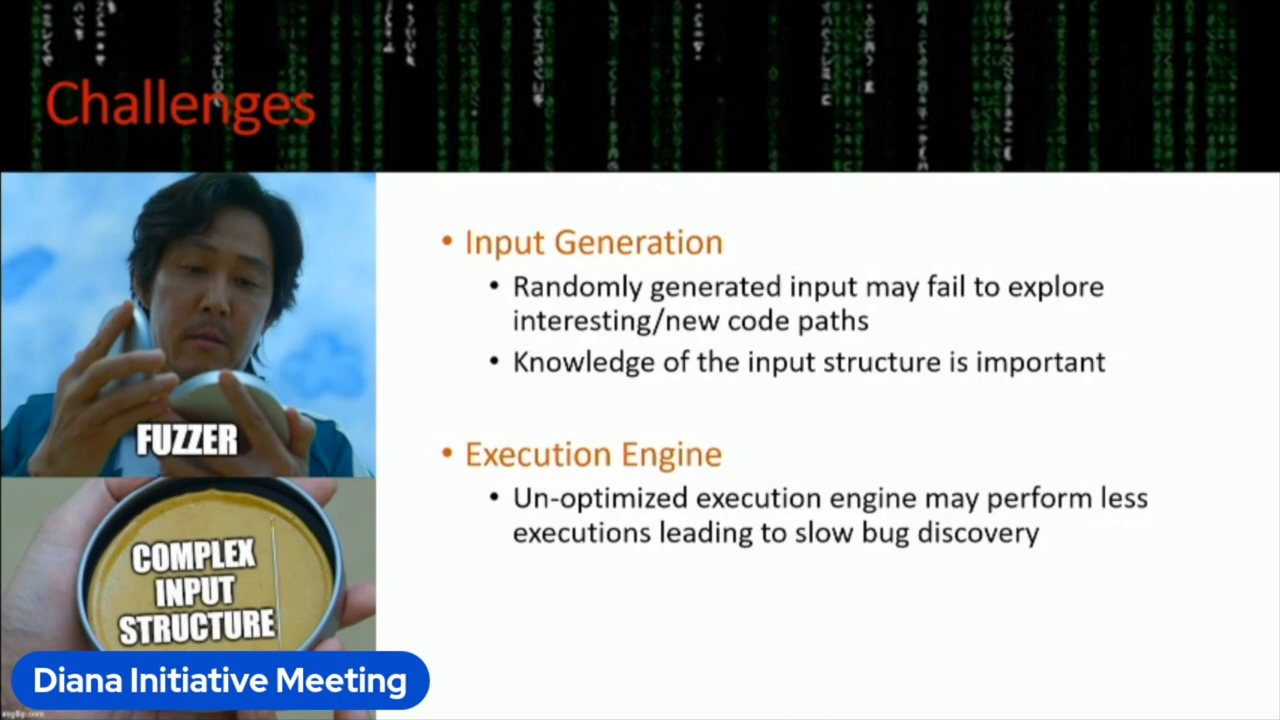 Challenges
FUZZER
COMPLEX
INPUT
STRUCTURE
• Input Generation
• Randomly generated input may fail to explore
interesting/new code paths
• Knowledge of the input structure is important
• Execution Engine
• Un-optimized execution engine may perform less
executions leading to slow bug discovery
Diana Initiative Meeting
imgflip.com